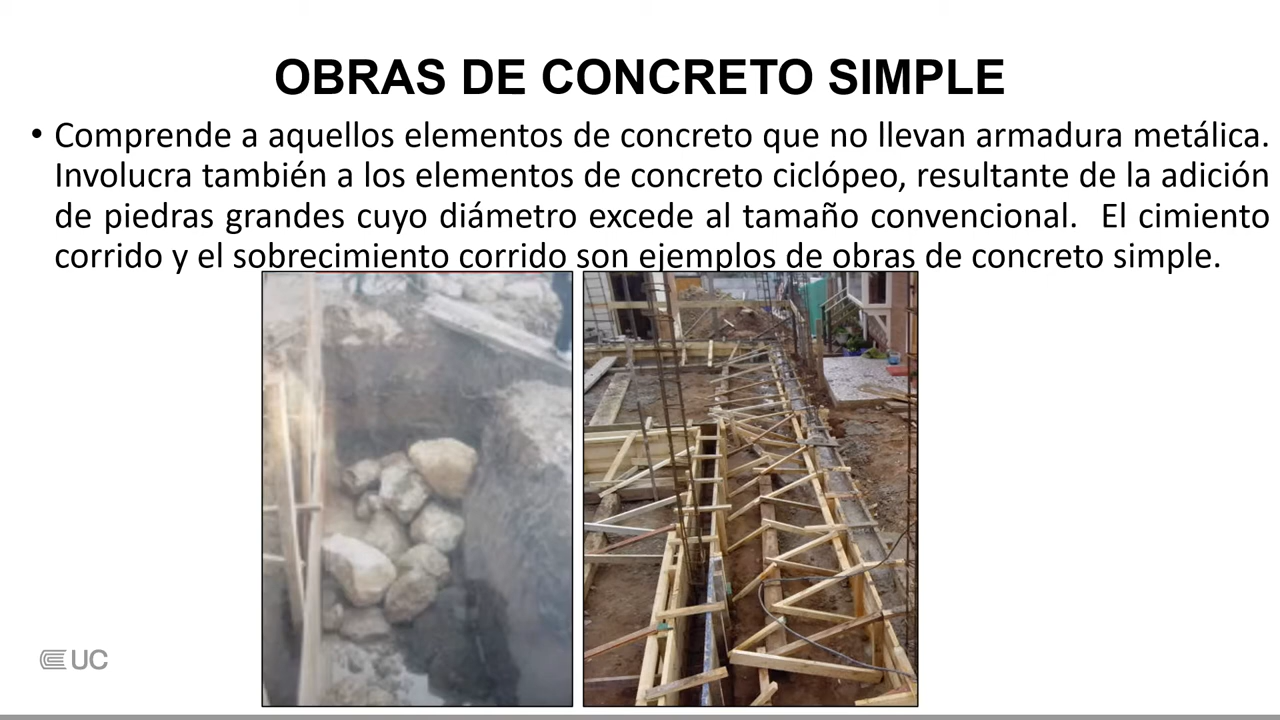 OBRAS DE CONCRETO SIMPLE
• Comprende a aquellos elementos de concreto que no llevan armadura metálica.
Involucra también a los elementos de concreto ciclópeo, resultante de la adición
de piedras grandes cuyo diámetro excede al tamaño convencional.  El cimiento
corrido y el sobrecimiento corrido son ejemplos de obras de concreto simple.
UC